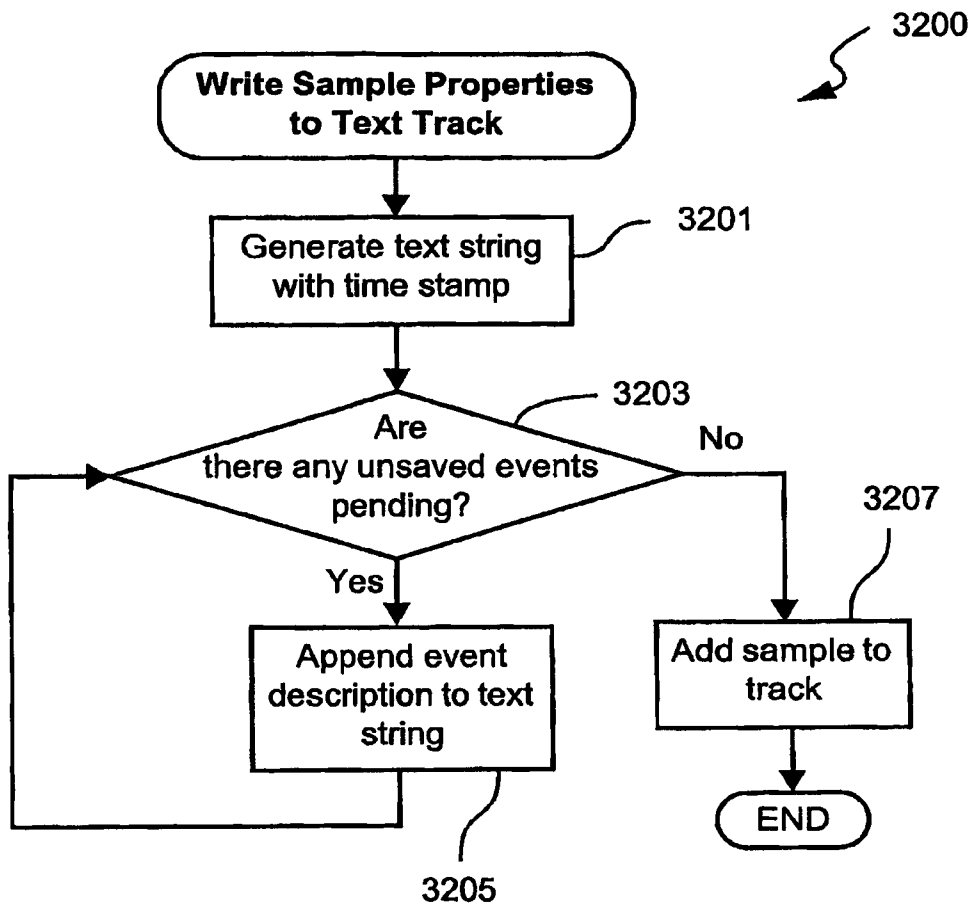 3200
Write Sample Properties
to Text Track
3201
Generate text string
with time stamp
3203
Are
there any unsaved events
pending?
No
Yes
3207
Append event
description to text
string
Add sample to
track
END
3205